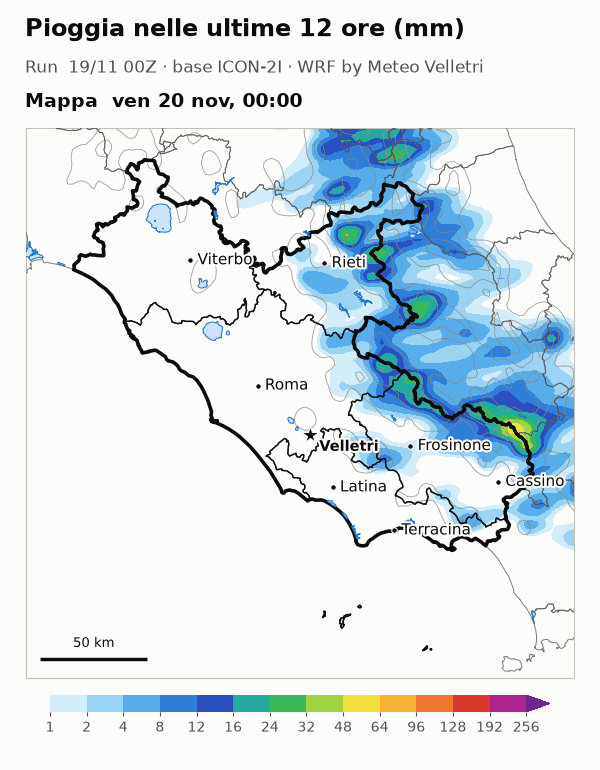 Pioggia nelle ultime 12 ore (mm)
Run  19/11 00Z · base ICON-2I · WRF by Meteo Velletri
Mappa  ven 20 nov, 00:00
Viterbo
Rieti
Roma
Velletri
Frosinone
Latina
Cassino
Terracina
50 km
1 2 4 8 12 16 24 32 48 64 96 128 192 256